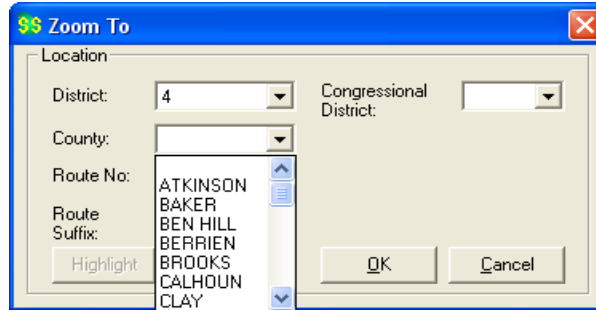 $$ Zoom To
Location
District: 4 Congressional District:
County:
Route No:
ATKINSON
BAKER
BEN HILL
BERRIEN
BROOKS
CALHOUN
CLAY
Route
Suffix:
Highlight OK Cancel